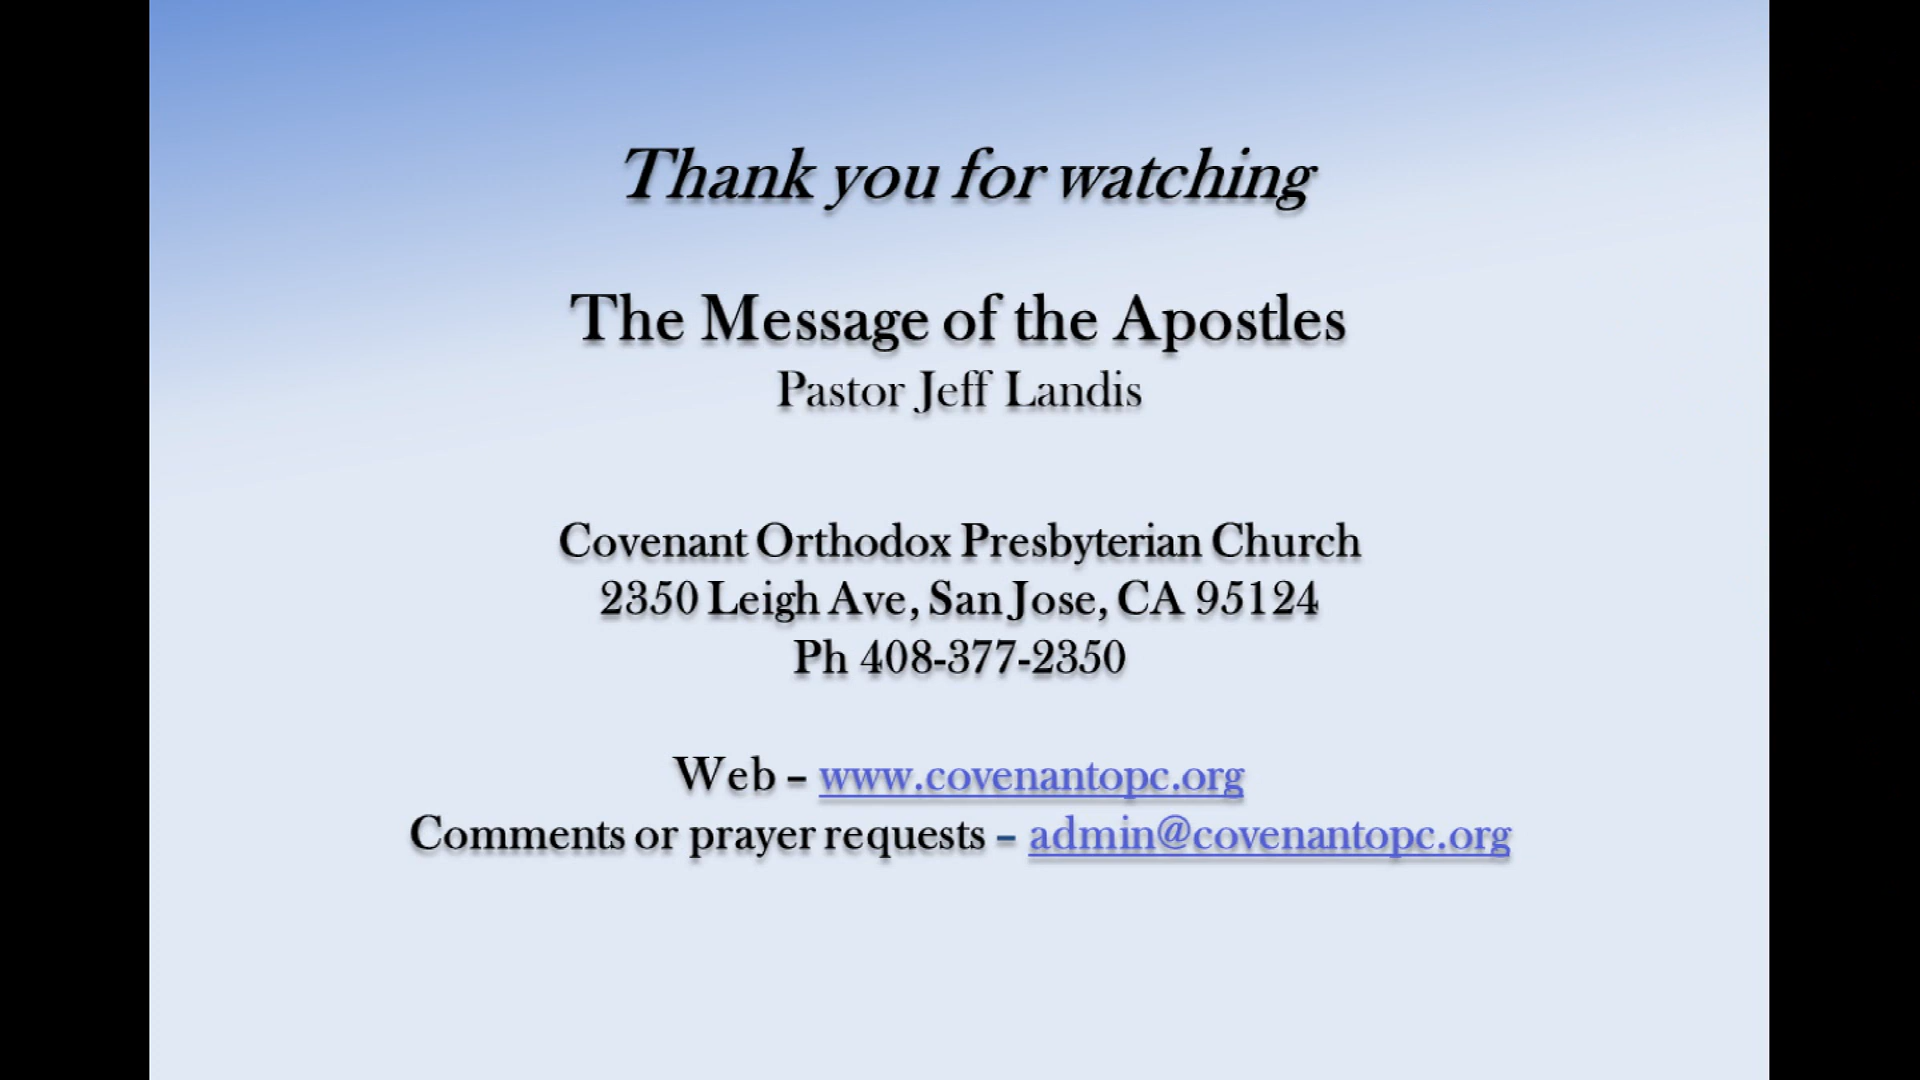 Thank you for watching
The Message of the Apostles
Pastor Jeff Landis
Covenant Orthodox Presbyterian Church
2350 Leigh Ave, San Jose, CA 95124
Ph 408-377-2350
Web – www.covenantopc.org
Comments or prayer requests – admin@covenantopc.org